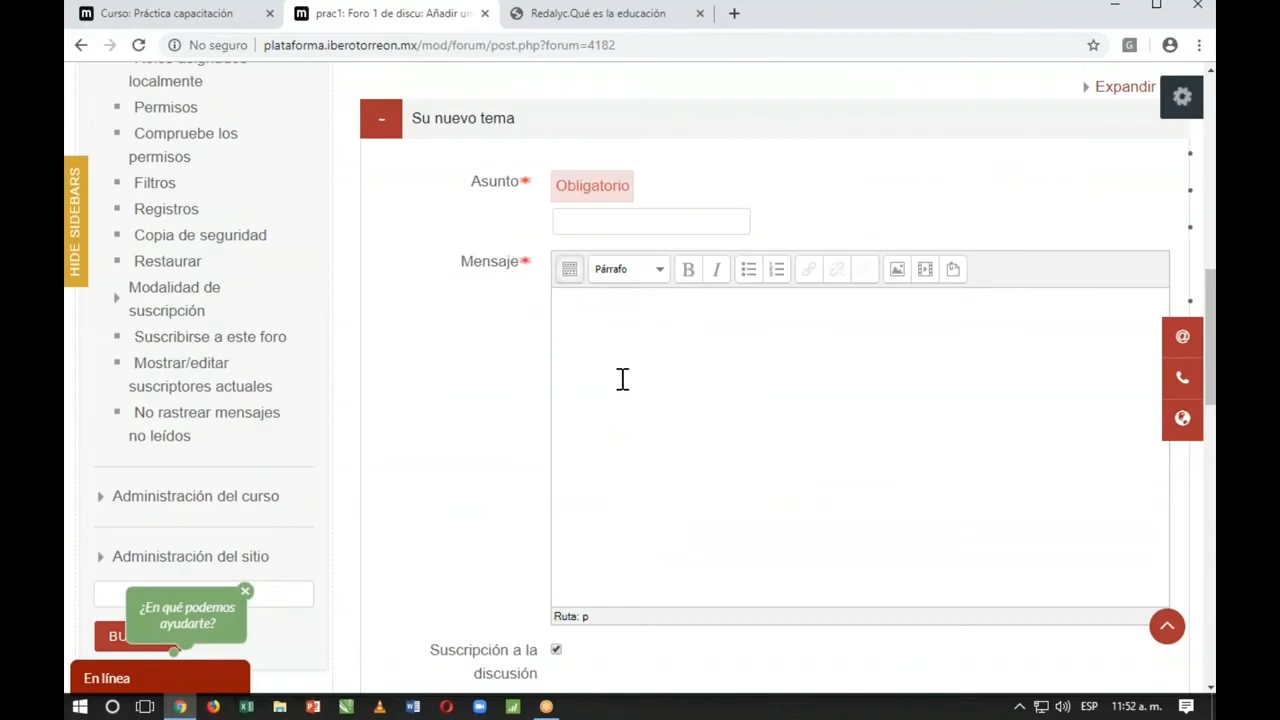 Curso: Práctica capacitación
prac1: Foro 1 de discu: Añadir un
Redalyc.Qué es la educación
No seguro
plataforma.iberotorreon.mx/mod/forum/post.php?forum=4182
localmente
Permisos
Compruebe los
permisos
Filtros
Registros
Copia de seguridad
Restaurar
Modalidad de
suscripción
Suscribirse a este foro
Mostrar/editar
suscriptores actuales
No rastrear mensajes
no leídos
Administración del curso
Administración del sitio
HIDE SIDEBARS
¿En qué podemos
ayudarte?
BU
En línea
Expandir
- Su nuevo tema
Asunto* Obligatorio
Mensaje*
Párrafo B I
Ruta: p
Suscripción a la
discusión
ESP 11:52 a. m.